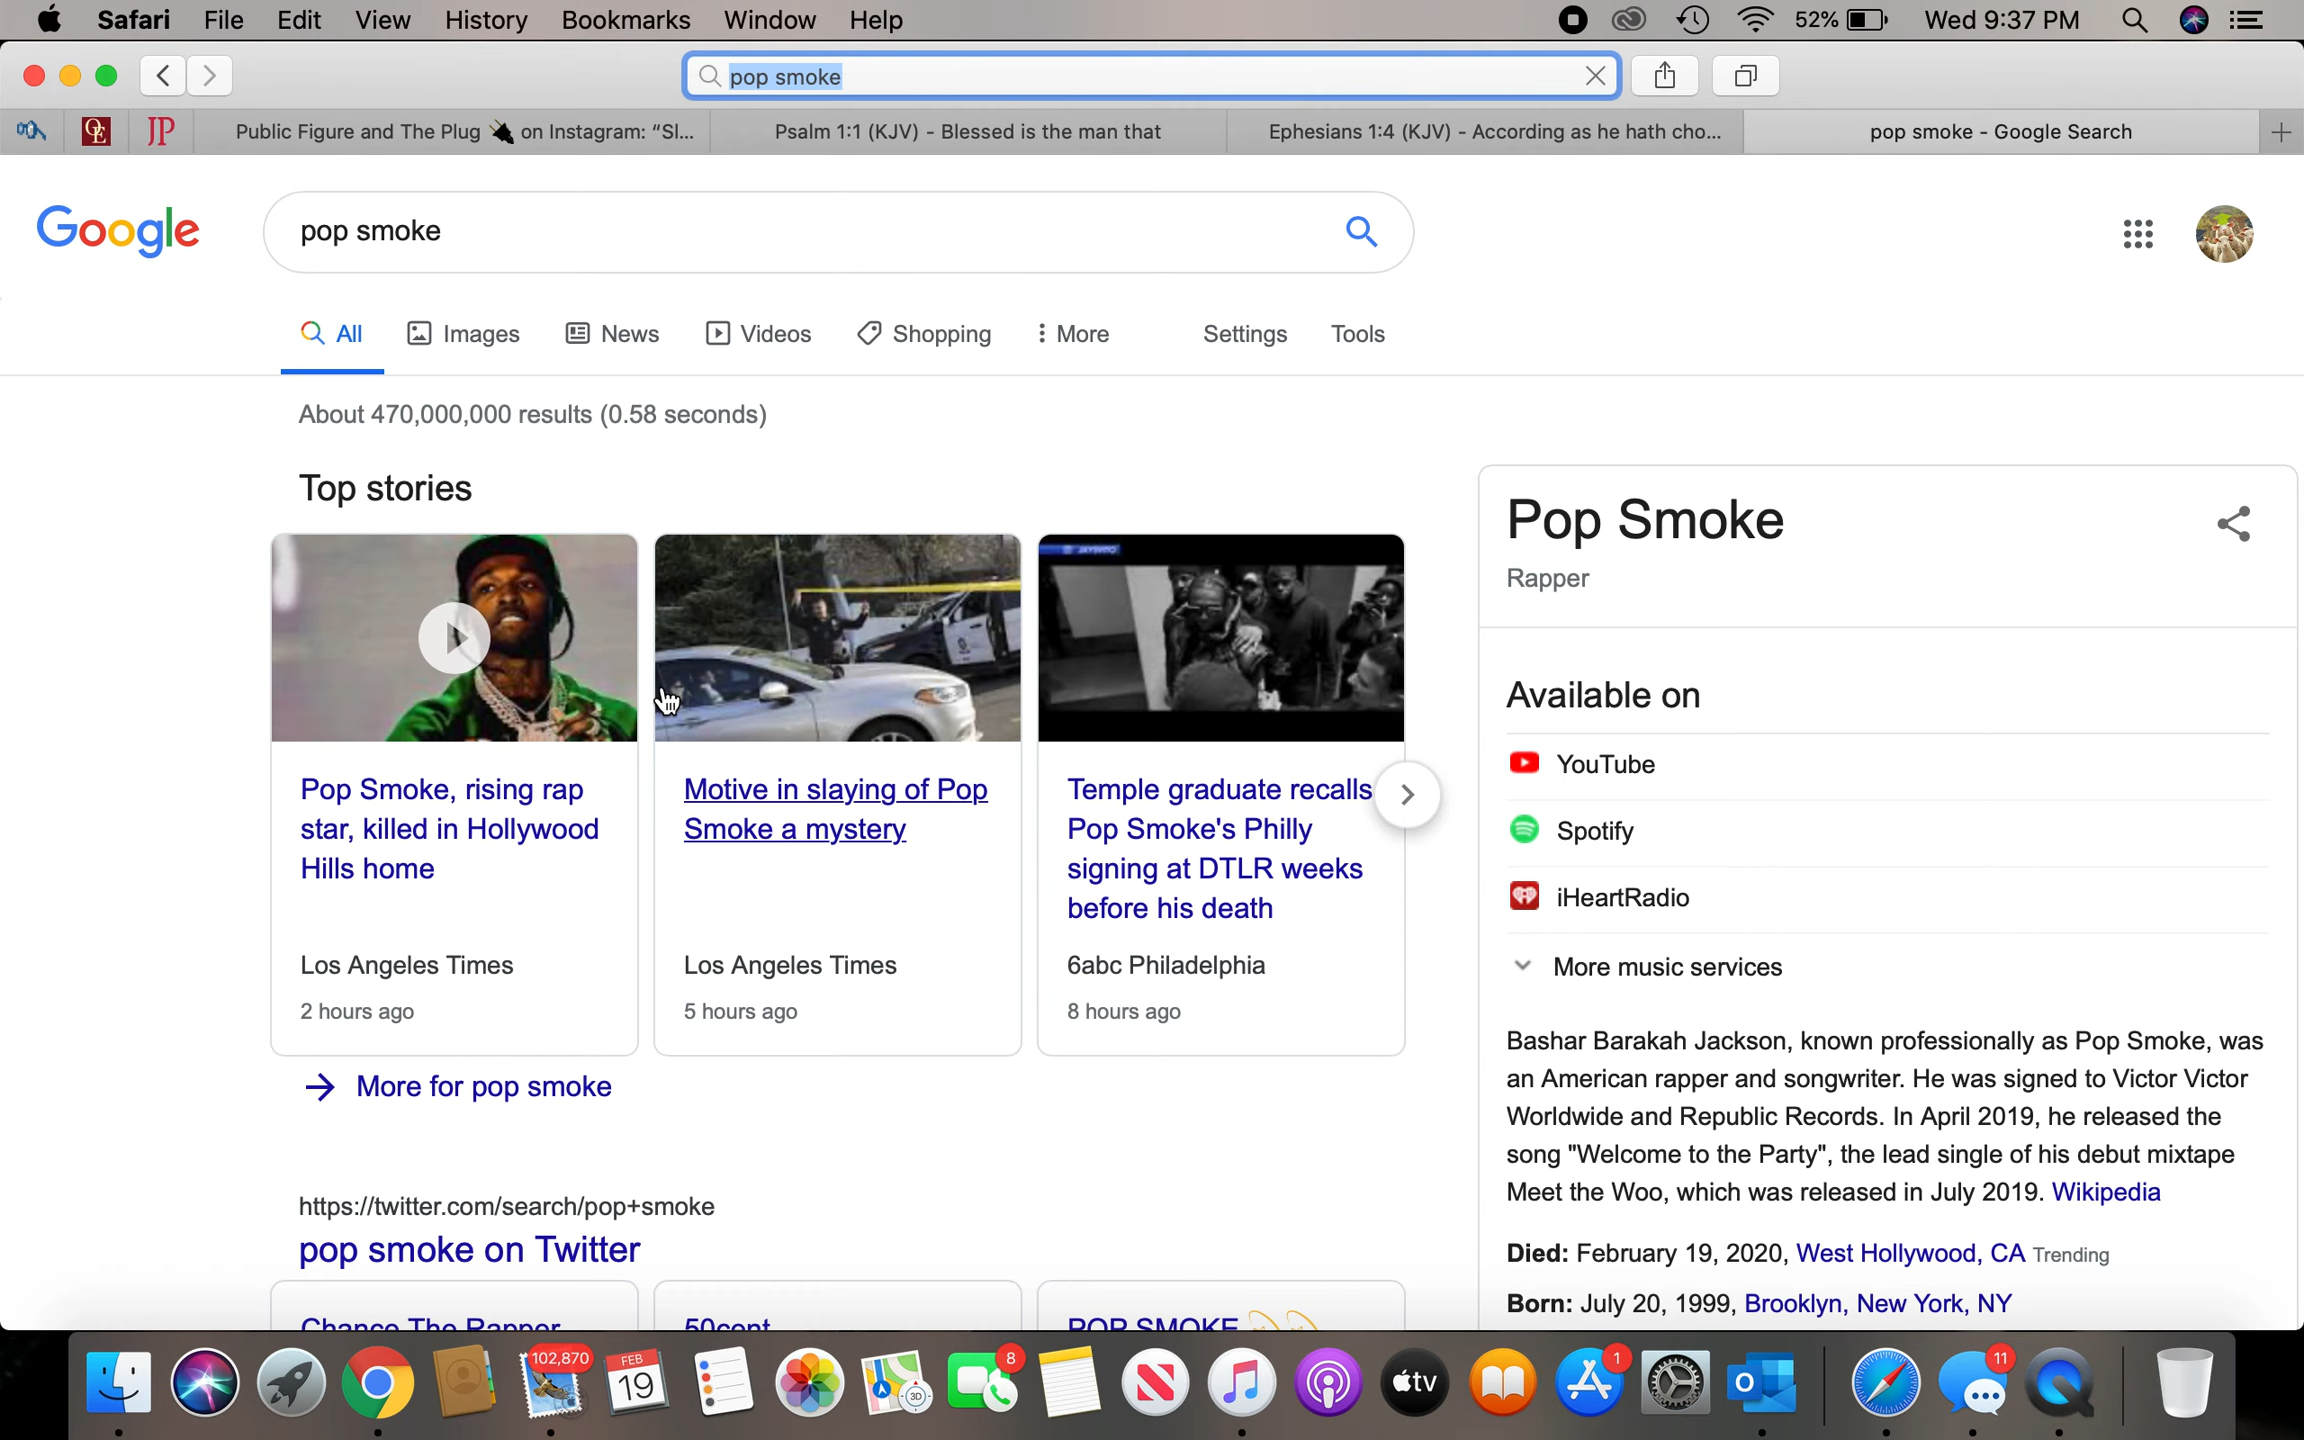 Safari File Edit View History Bookmarks Window Help 52% Wed 9:37 PM
pop smoke
OE JP Public Figure and The Plug 🔌 on Instagram: “Sl... Psalm 1:1 (KJV) - Blessed is the man that Ephesians 1:4 (KJV) - According as he hath cho... pop smoke - Google Search
Google pop smoke
All Images News Videos Shopping More Settings Tools
About 470,000,000 results (0.58 seconds)
Top stories
Pop Smoke, rising rap
star, killed in Hollywood
Hills home
Los Angeles Times
2 hours ago
Motive in slaying of Pop
Smoke a mystery
Los Angeles Times
5 hours ago
Temple graduate recalls
Pop Smoke's Philly
signing at DTLR weeks
before his death
6abc Philadelphia
8 hours ago
More for pop smoke
https://twitter.com/search/pop+smoke
pop smoke on Twitter
Chance The Rapper
50cent
POP SMOKE
Pop Smoke
Rapper
Available on
YouTube
Spotify
iHeartRadio
More music services
Bashar Barakah Jackson, known professionally as Pop Smoke, was
an American rapper and songwriter. He was signed to Victor Victor
Worldwide and Republic Records. In April 2019, he released the
song "Welcome to the Party", the lead single of his debut mixtape
Meet the Woo, which was released in July 2019. Wikipedia
Died: February 19, 2020, West Hollywood, CA Trending
Born: July 20, 1999, Brooklyn, New York, NY
102,870 FEB 19 3D 8 tv 1 11